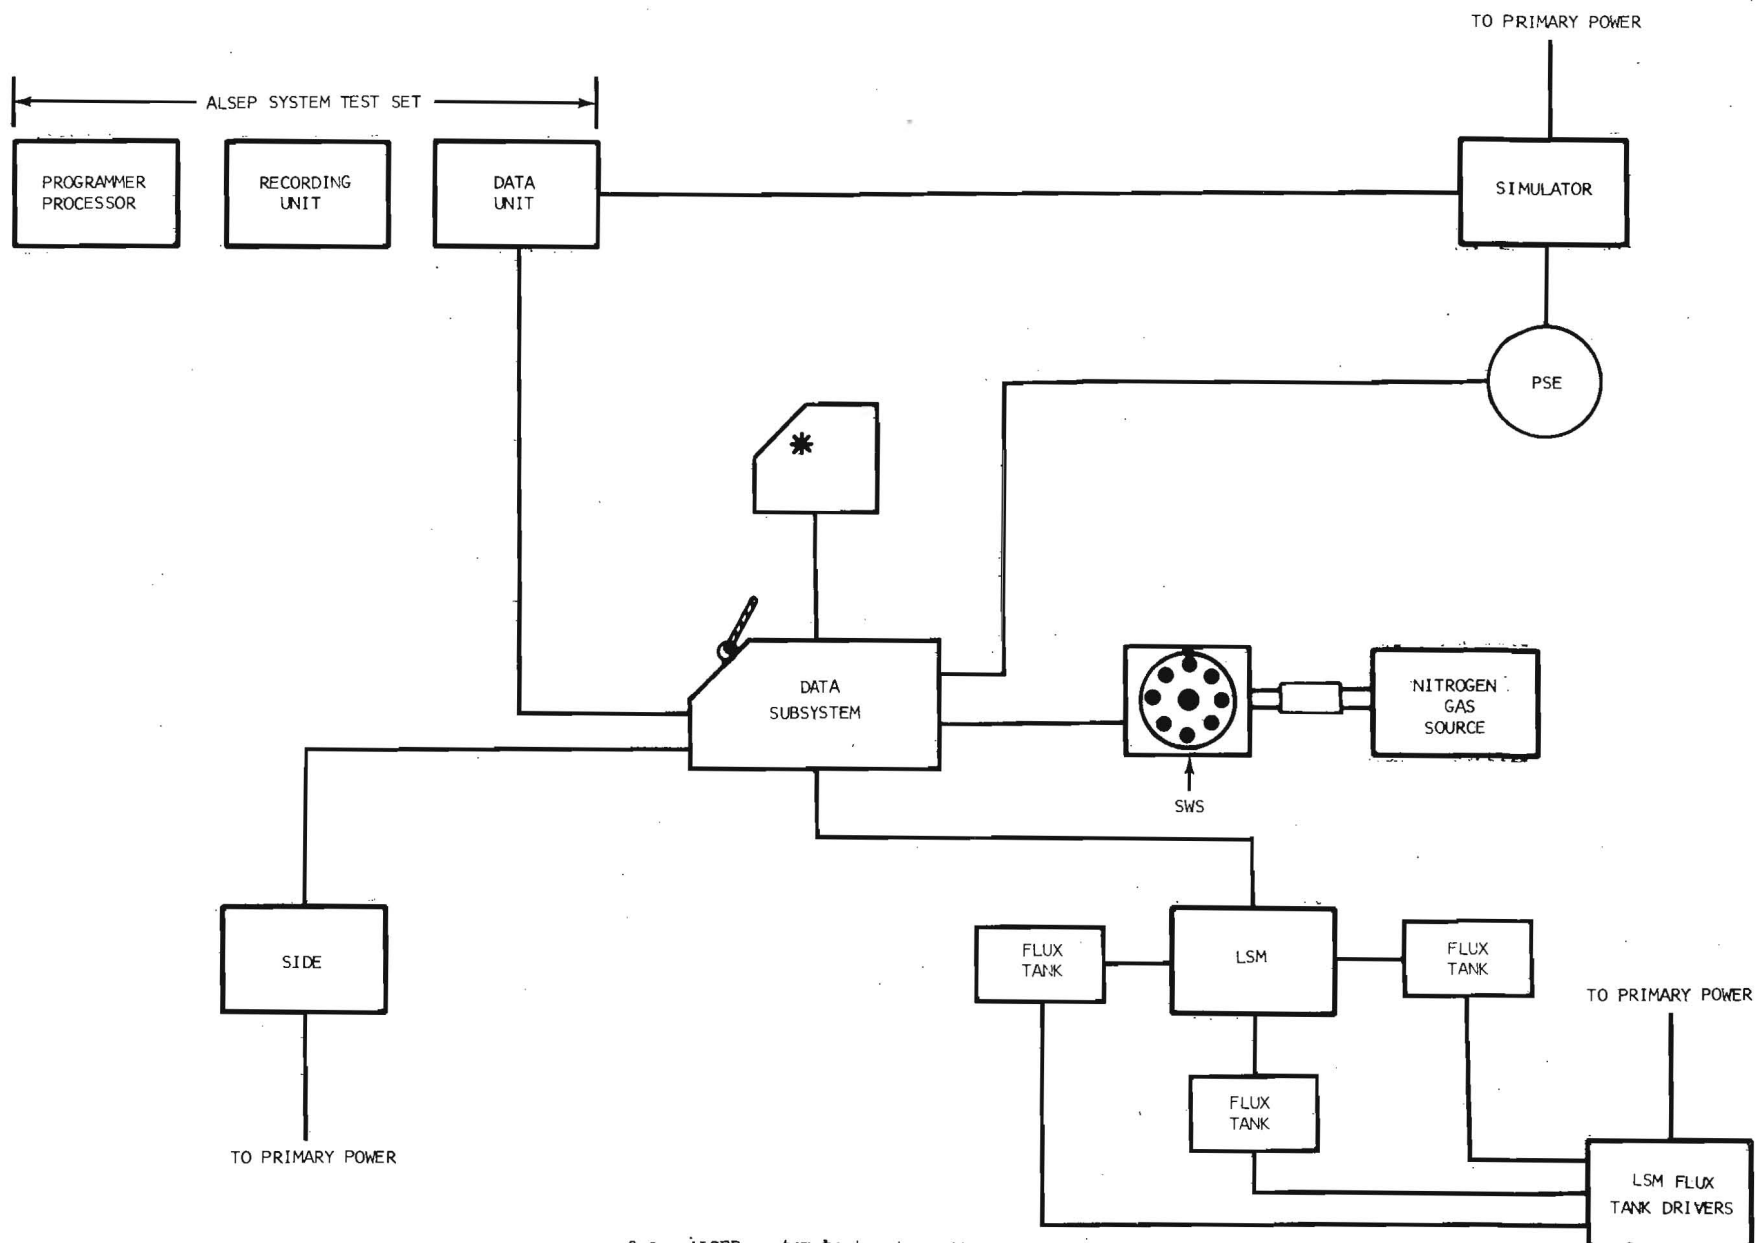 TO PRIMARY POWER
ALSEP SYSTEM TEST SET
PROGRAMMER
PROCESSOR
RECORDING
UNIT
DATA
UNIT
SIMULATOR
PSE
DATA
SUBSYSTEM
NITROGEN
GAS
SOURCE
SWS
SIDE
TO PRIMARY POWER
FLUX
TANK
LSM
FLUX
TANK
FLUX
TANK
TO PRIMARY POWER
LSM FLUX
TANK DRIVERS